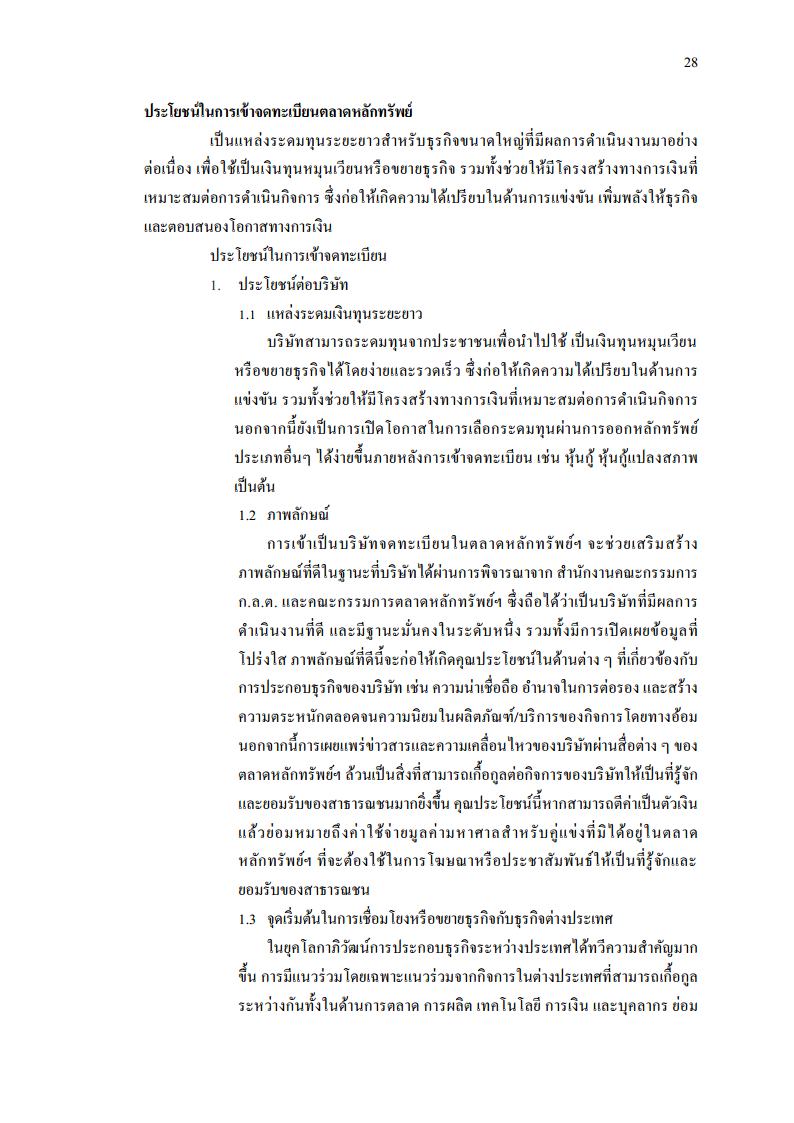 28
ประโยชน์ในการเข้าจดทะเบียนตลาดหลักทรัพย์
เป็นแหล่งระดมทุนระยะยาวสำหรับธุรกิจขนาดใหญ่ที่มีผลการดำเนินงานมาอย่าง
ต่อเนื่อง เพื่อใช้เป็นเงินทุนหมุนเวียนหรือขยายธุรกิจ รวมทั้งช่วยให้มีโครงสร้างทางการเงินที่
เหมาะสมต่อการดำเนินกิจการ ซึ่งก่อให้เกิดความได้เปรียบในด้านการแข่งขัน เพิ่มพลังให้ธุรกิจ
และตอบสนองโอกาสทางการเงิน
ประโยชน์ในการเข้าจดทะเบียน
1. ประโยชน์ต่อบริษัท
1.1 แหล่งระดมเงินทุนระยะยาว
บริษัทสามารถระดมทุนจากประชาชนเพื่อนำไปใช้ เป็นเงินทุนหมุนเวียน
หรือขยายธุรกิจได้โดยง่ายและรวดเร็ว ซึ่งก่อให้เกิดความได้เปรียบในด้านการ
แข่งขัน รวมทั้งช่วยให้มีโครงสร้างทางการเงินที่เหมาะสมต่อการดำเนินกิจการ
นอกจากนี้ยังเป็นการเปิดโอกาสในการเลือกระดมทุนผ่านการออกหลักทรัพย์
ประเภทอื่นๆ ได้ง่ายขึ้นภายหลังการเข้าจดทะเบียน เช่น หุ้นกู้ หุ้นกู้แปลงสภาพ
เป็นต้น
1.2 ภาพลักษณ์
การเข้าเป็นบริษัทจดทะเบียนในตลาดหลักทรัพย์ฯ จะช่วยเสริมสร้าง
ภาพลักษณ์ที่ดีในฐานะที่บริษัทได้ผ่านการพิจารณาจาก สำนักงานคณะกรรมการ
ก.ล.ต. และคณะกรรมการตลาดหลักทรัพย์ฯ ซึ่งถือได้ว่าเป็นบริษัทที่มีผลการ
ดำเนินงานที่ดี และมีฐานะมั่นคงในระดับหนึ่ง รวมทั้งมีการเปิดเผยข้อมูลที่
โปร่งใส ภาพลักษณ์ที่ดีนี้จะก่อให้เกิดคุณประโยชน์ในด้านต่าง ๆ ที่เกี่ยวข้องกับ
การประกอบธุรกิจของบริษัท เช่น ความน่าเชื่อถือ อำนาจในการต่อรอง และสร้าง
ความตระหนักตลอดจนความนิยมในผลิตภัณฑ์/บริการของกิจการโดยทางอ้อม
นอกจากนี้การเผยแพร่ข่าวสารและความเคลื่อนไหวของบริษัทผ่านสื่อต่าง ๆ ของ
ตลาดหลักทรัพย์ฯ ล้วนเป็นสิ่งที่สามารถเกื้อกูลต่อกิจการของบริษัทให้เป็นที่รู้จัก
และยอมรับของสาธารณชนมากยิ่งขึ้น คุณประโยชน์นี้หากสามารถตีค่าเป็นตัวเงิน
แล้วย่อมหมายถึงค่าใช้จ่ายมูลค่ามหาศาลสำหรับคู่แข่งที่มิได้อยู่ในตลาด
หลักทรัพย์ฯ ที่จะต้องใช้ในการโฆษณาหรือประชาสัมพันธ์ให้เป็นที่รู้จักและ
ยอมรับของสาธารณชน
1.3 จุดเริ่มต้นในการเชื่อมโยงหรือขยายธุรกิจกับธุรกิจต่างประเทศ
ในยุคโลกาภิวัฒน์การประกอบธุรกิจระหว่างประเทศได้ทวีความสำคัญมาก
ขึ้น การมีแนวร่วมโดยเฉพาะแนวร่วมจากกิจการในต่างประเทศที่สามารถเกื้อกูล
ระหว่างกันทั้งในด้านการตลาด การผลิต เทคโนโลยี การเงิน และบุคลากร ย่อม